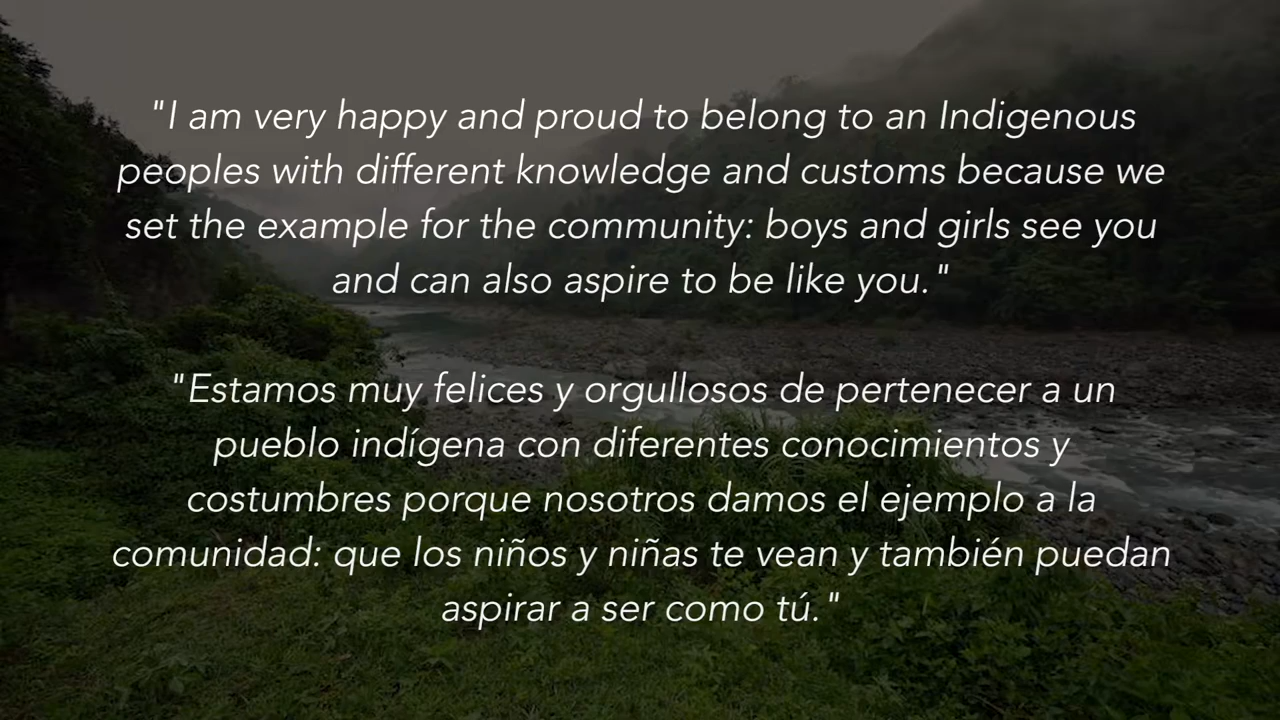 "I am very happy and proud to belong to an Indigenous
peoples with different knowledge and customs because we
set the example for the community: boys and girls see you
and can also aspire to be like you."
"Estamos muy felices y orgullosos de pertenecer a un
pueblo indígena con diferentes conocimientos y
costumbres porque nosotros damos el ejemplo a la
comunidad: que los niños y niñas te vean y también puedan
aspirar a ser como tú."